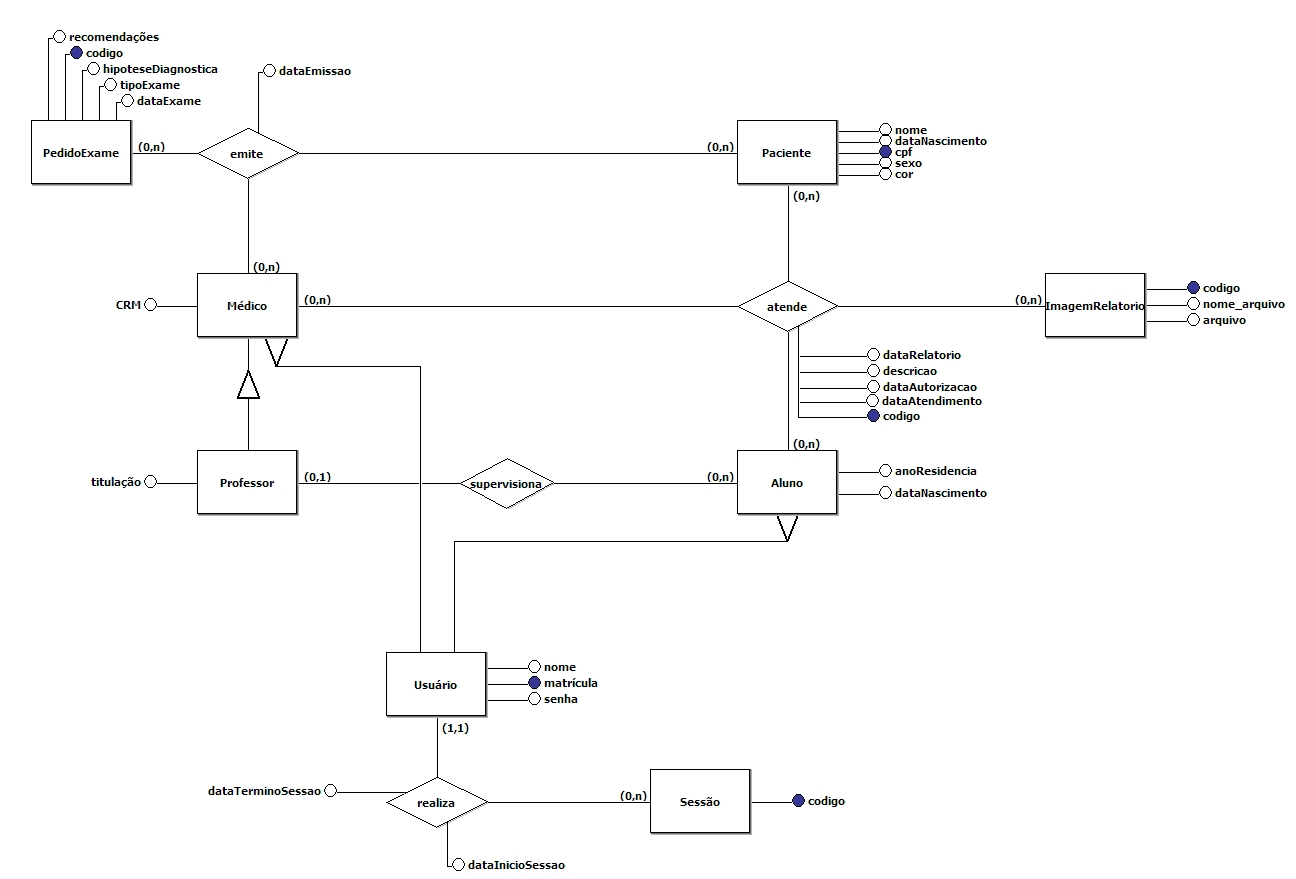 recomendações
codigo
hipoteseDiagnostica
tipoExame
dataExame
dataEmissao
PedidoExame
(0,n)
emite
(0,n)
Paciente
nome
dataNascimento
cpf
sexo
cor
(0,n)
(0,n)
CRM
Médico
(0,n)
atende
(0,n)
ImagemRelatorio
codigo
nome_arquivo
arquivo
dataRelatorio
descricao
dataAutorizacao
dataAtendimento
codigo
(0,n)
titulação
Professor
(0,1)
supervisiona
(0,n)
Aluno
anoResidencia
dataNascimento
Usuário
nome
matrícula
senha
(1,1)
dataTerminoSessao
realiza
(0,n)
Sessão
codigo
dataInicioSessao